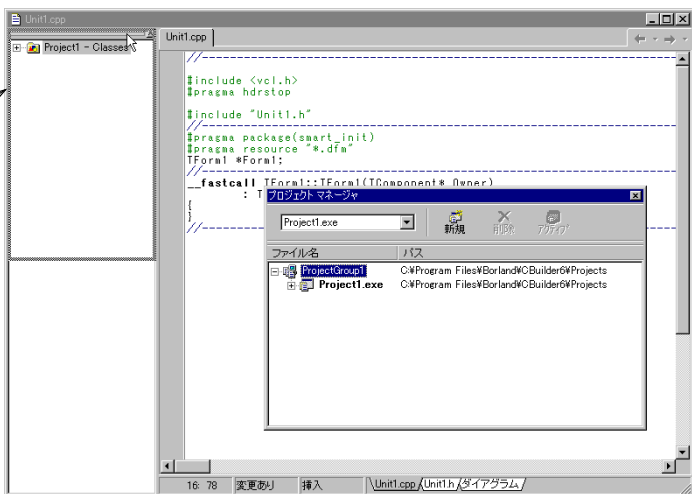 Unit1.cpp
Project1 - Classes
Unit1.cpp
//
#include <vcl.h>
#pragma hdrstop
#include "Unit1.h"
//
#pragma package(smart_init)
#pragma resource "*.dfm"
TForm1 *Form1;
//
__fastcall TForm1::TForm1(TComponent* Owner)
: T
{
}
//
プロジェクト マネージャ
Project1.exe
新規
削除
アクティブ
ファイル名
パス
ProjectGroup1
C:¥Program Files¥Borland¥CBuilder6¥Projects
Project1.exe
C:¥Program Files¥Borland¥CBuilder6¥Projects
16: 78
変更あり
挿入
Unit1.cpp
Unit1.h
ダイアグラム